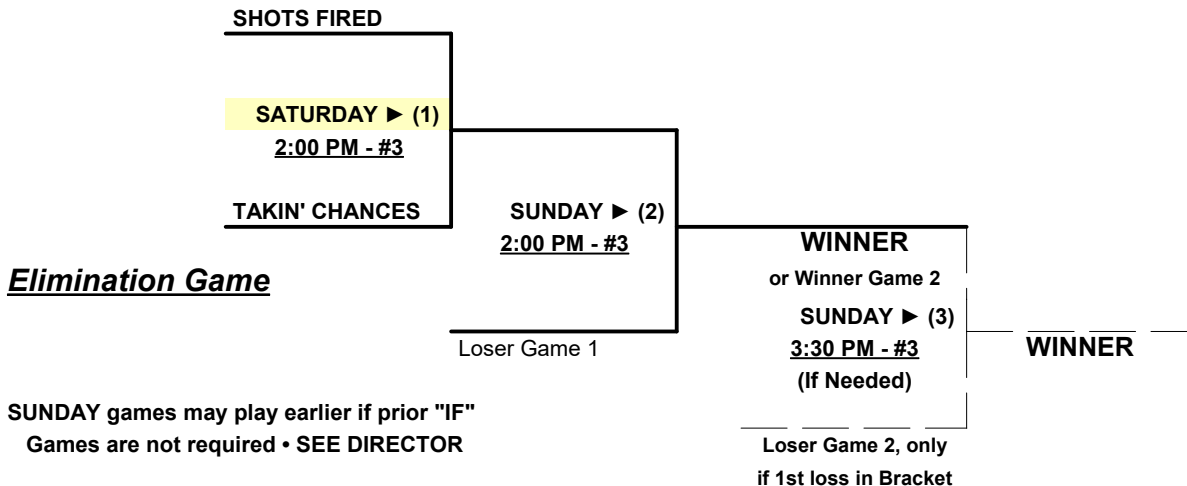 SHOTS FIRED
SATURDAY ► (1)
2:00 PM - #3
TAKIN' CHANCES
SUNDAY ► (2)
2:00 PM - #3
WINNER
or Winner Game 2
Elimination Game
SUNDAY ► (3)
3:30 PM - #3
(If Needed)
WINNER
Loser Game 1
SUNDAY games may play earlier if prior "IF"
Games are not required • SEE DIRECTOR
Loser Game 2, only
if 1st loss in Bracket